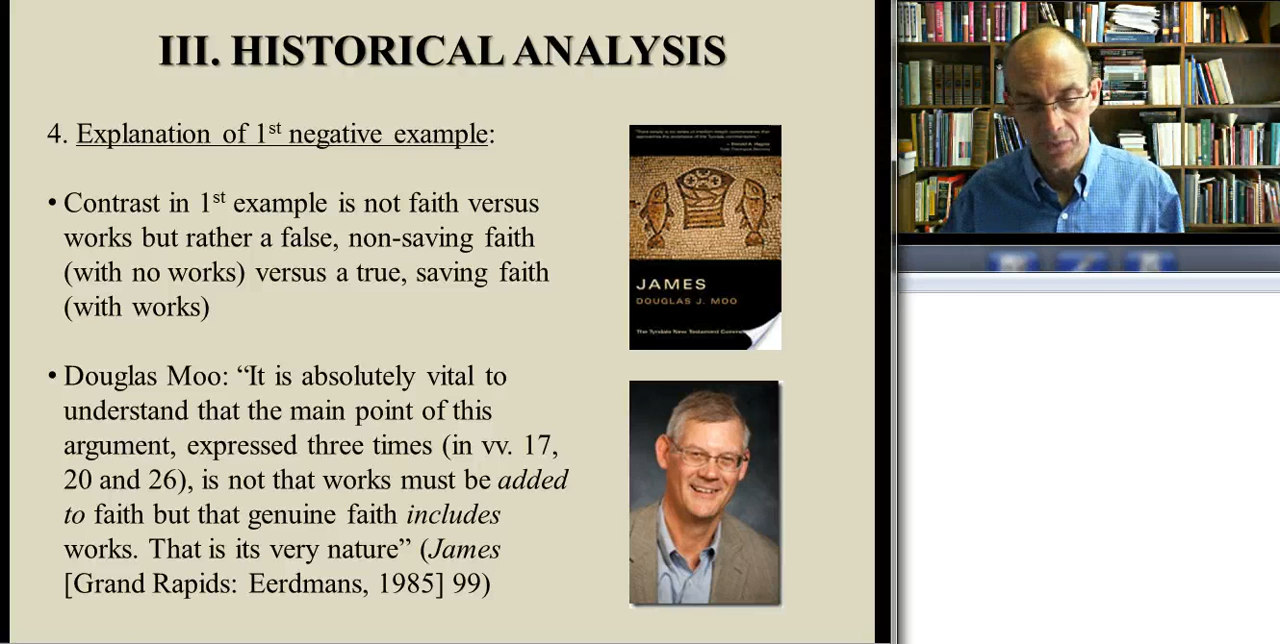 III. HISTORICAL ANALYSIS
4. Explanation of 1st negative example:
• Contrast in 1st example is not faith versus
works but rather a false, non-saving faith
(with no works) versus a true, saving faith
(with works)
• Douglas Moo: “It is absolutely vital to
understand that the main point of this
argument, expressed three times (in vv. 17,
20 and 26), is not that works must be added
to faith but that genuine faith includes
works. That is its very nature” (James
[Grand Rapids: Eerdmans, 1985] 99)
JAMES
DOUGLAS J. MOO
The Tyndale New Testament